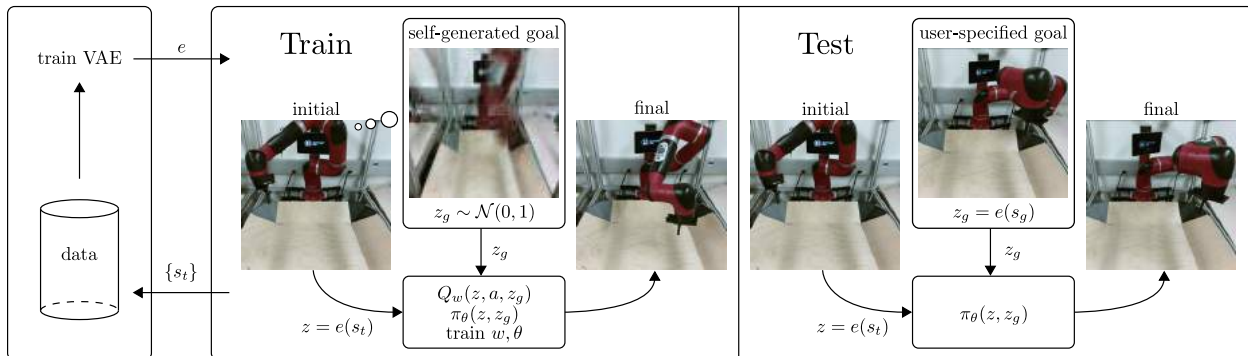 train VAE
data
e
{s_t}
Train
initial
self-generated goal
z_g ∼ 𝒩(0, 1)
z_g
z = e(s_t)
Q_w(z, a, z_g)
π_θ(z, z_g)
train w, θ
final
Test
initial
user-specified goal
z_g = e(s_g)
z_g
z = e(s_t)
π_θ(z, z_g)
final